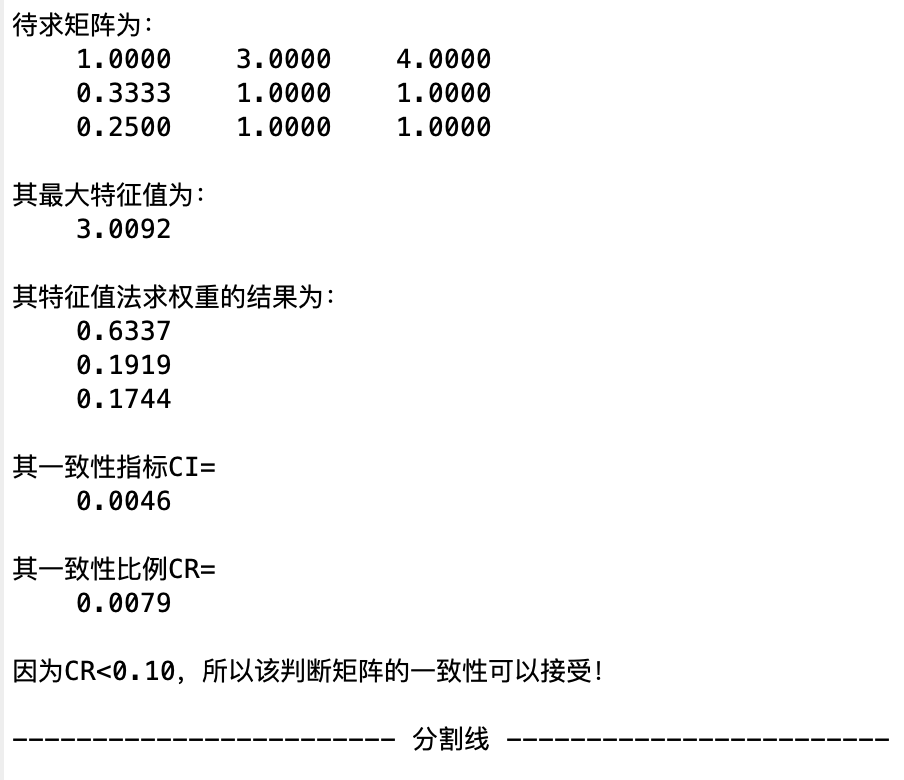 待求矩阵为:
1.0000 3.0000 4.0000
0.3333 1.0000 1.0000
0.2500 1.0000 1.0000
其最大特征值为:
3.0092
其特征值法求权重的结果为:
0.6337
0.1919
0.1744
其一致性指标CI=
0.0046
其一致性比例CR=
0.0079
因为CR<0.10，所以该判断矩阵的一致性可以接受!
------------------------ 分割线 ------------------------